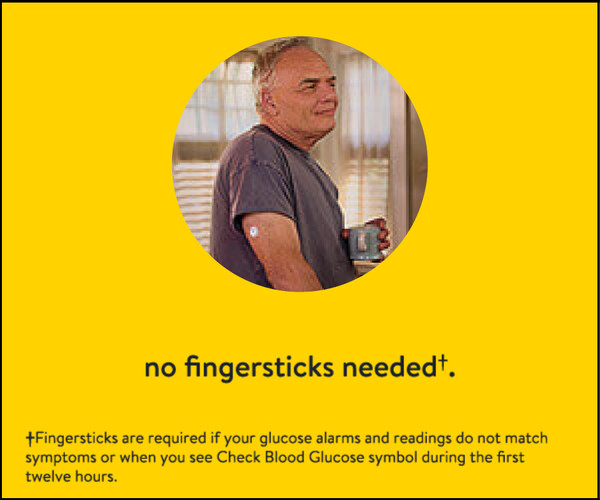 no fingersticks needed†.
†Fingersticks are required if your glucose alarms and readings do not match
symptoms or when you see Check Blood Glucose symbol during the first
twelve hours.